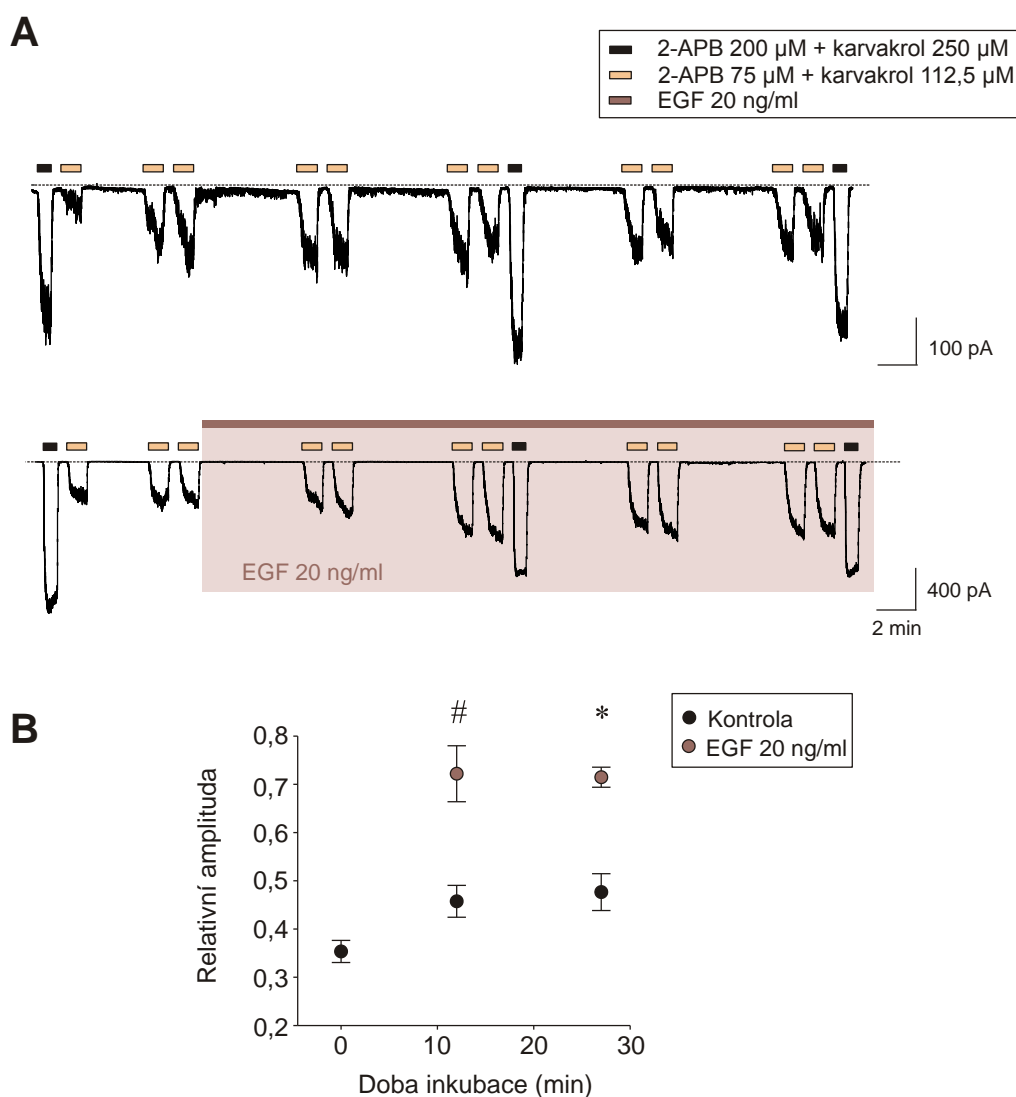 A
2-APB 200 µM + karvakrol 250 µM
2-APB 75 µM + karvakrol 112,5 µM
EGF 20 ng/ml
100 pA
EGF 20 ng/ml
400 pA
2 min
B
# *
Kontrola
EGF 20 ng/ml
0,8
0,7
0,6
0,5
0,4
0,3
0,2
Relativní amplituda
0 10 20 30
Doba inkubace (min)